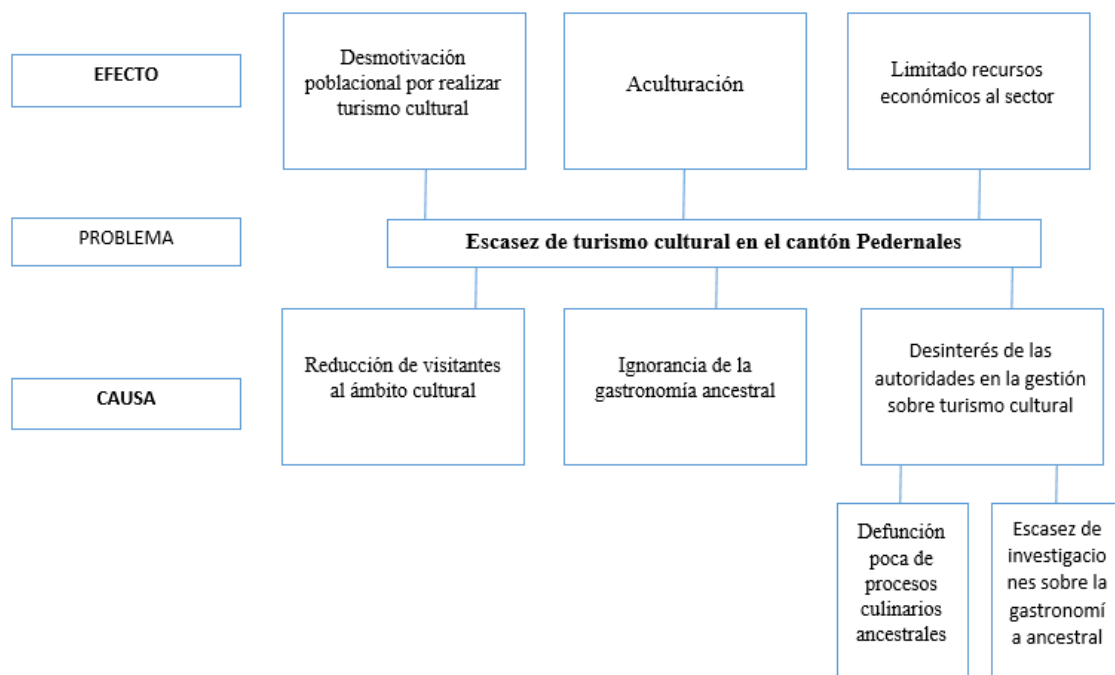 EFECTO
Desmotivación
poblacional por realizar
turismo cultural
Aculturación
Limitado recursos
económicos al sector
PROBLEMA
Escasez de turismo cultural en el cantón Pedernales
CAUSA
Reducción de visitantes
al ámbito cultural
Ignorancia de la
gastronomía ancestral
Desinterés de las
autoridades en la gestión
sobre turismo cultural
Defunción
poca de
procesos
culinarios
ancestrales
Escasez de
investigacio
nes sobre la
gastronomí
a ancestral